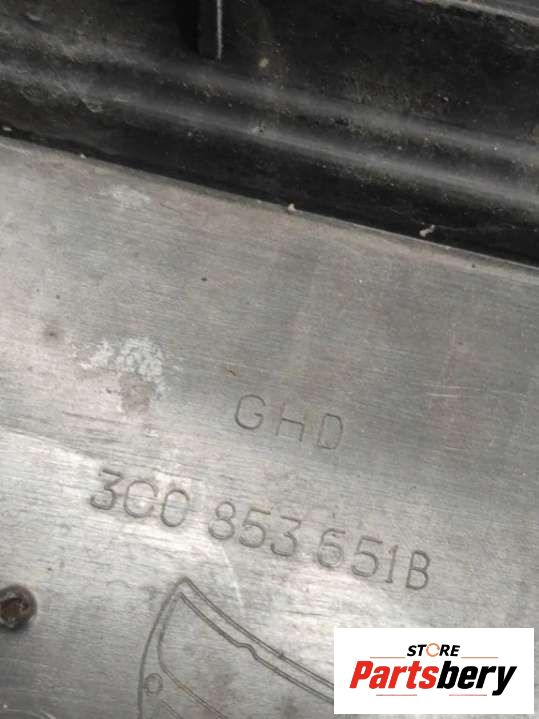 GHD
3C0 853 651B
STORE
Partsbery